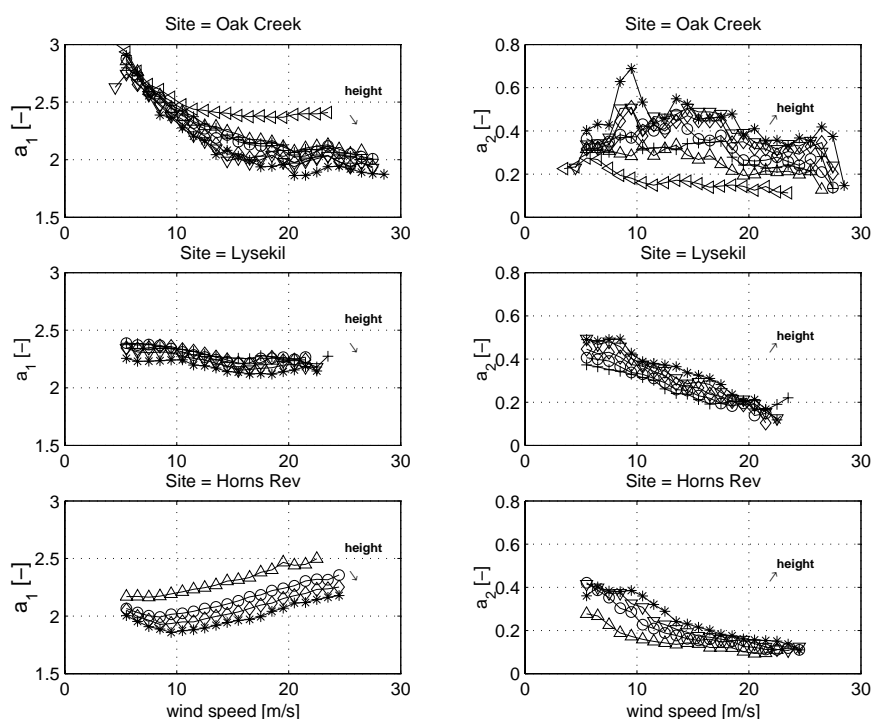 Site = Oak Creek
3
2.5
2
1.5
a1 [−]
height
0
10
20
30
Site = Oak Creek
0.8
0.6
0.4
0.2
0
a2 [−]
height
0
10
20
30
Site = Lysekil
3
2.5
2
1.5
a1 [−]
height
0
10
20
30
Site = Lysekil
0.8
0.6
0.4
0.2
0
a2 [−]
height
0
10
20
30
Site = Horns Rev
3
2.5
2
1.5
a1 [−]
height
0
10
20
30
wind speed [m/s]
Site = Horns Rev
0.8
0.6
0.4
0.2
0
a2 [−]
height
0
10
20
30
wind speed [m/s]